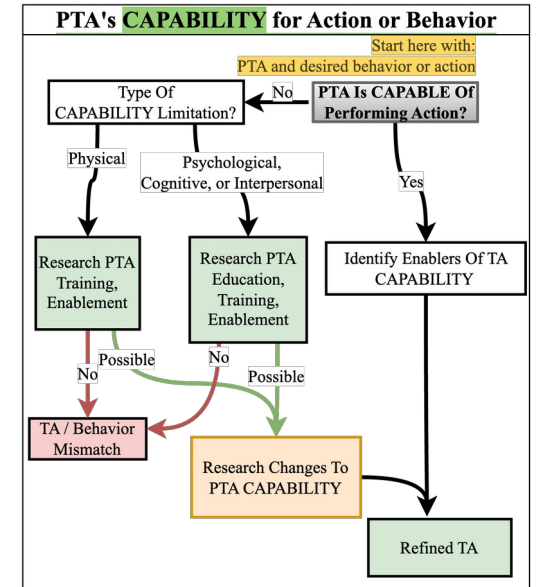 PTA's CAPABILITY for Action or Behavior
Start here with:
PTA and desired behavior or action
PTA Is CAPABLE Of
Performing Action?
No
Type Of
CAPABILITY Limitation?
Physical
Psychological,
Cognitive, or Interpersonal
Yes
Research PTA
Training,
Enablement
Research PTA
Education,
Training,
Enablement
Identify Enablers Of TA
CAPABILITY
No
Possible
No
Possible
TA / Behavior
Mismatch
Research Changes To
PTA CAPABILITY
Refined TA